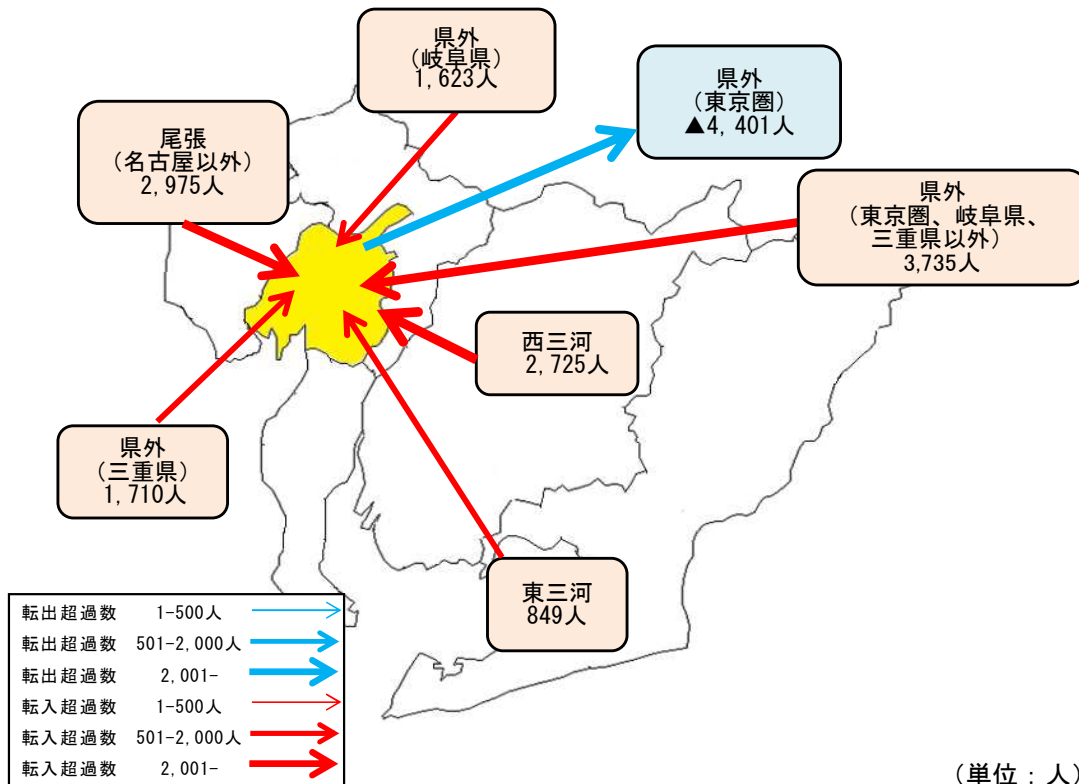 県外
(岐阜県)
1,623人
県外
(東京圏)
▲4,401人
尾張
(名古屋以外)
2,975人
県外
(東京圏、岐阜県、
三重県以外)
3,735人
西三河
2,725人
県外
(三重県)
1,710人
東三河
849人
転出超過数 1-500人
転出超過数 501-2,000人
転出超過数 2,001-
転入超過数 1-500人
転入超過数 501-2,000人
転入超過数 2,001-
(単位:人)